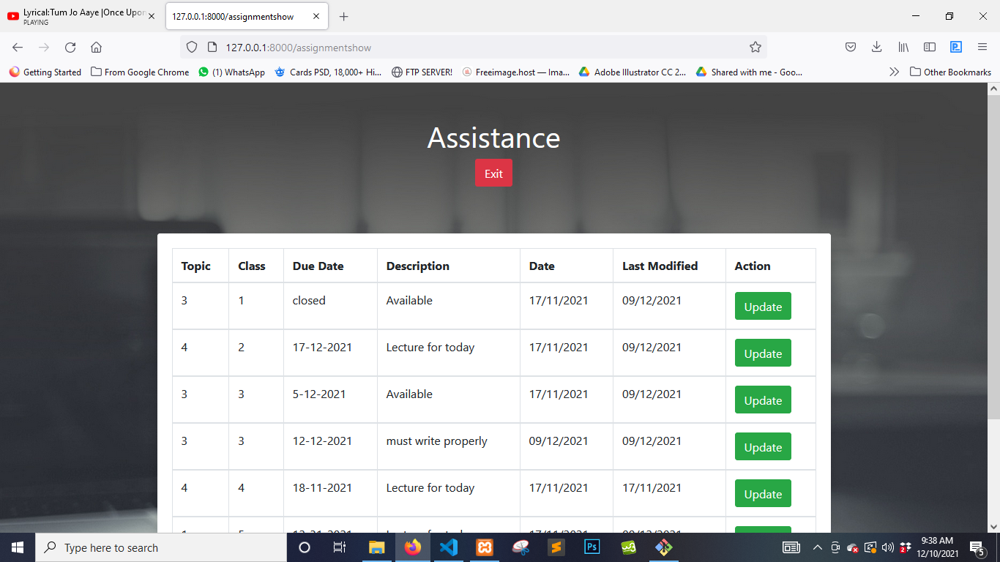 Lyrical:Tum Jo Aaye |Once Upon
PLAYING
127.0.0.1:8000/assignmentshow
127.0.0.1:8000/assignmentshow
Getting Started From Google Chrome (1) WhatsApp Cards PSD, 18,000+ Hi... FTP SERVER! Freeimage.host — Ima... Adobe Illustrator CC 2... Shared with me - Goo... Other Bookmarks
Assistance
Exit
Topic Class Due Date Description Date Last Modified Action
3 1 closed Available 17/11/2021 09/12/2021 Update
4 2 17-12-2021 Lecture for today 17/11/2021 09/12/2021 Update
3 3 5-12-2021 Available 17/11/2021 09/12/2021 Update
3 3 12-12-2021 must write properly 09/12/2021 09/12/2021 Update
4 4 18-11-2021 Lecture for today 17/11/2021 17/11/2021 Update
Type here to search
Ps
2
9:38 AM
12/10/2021
5